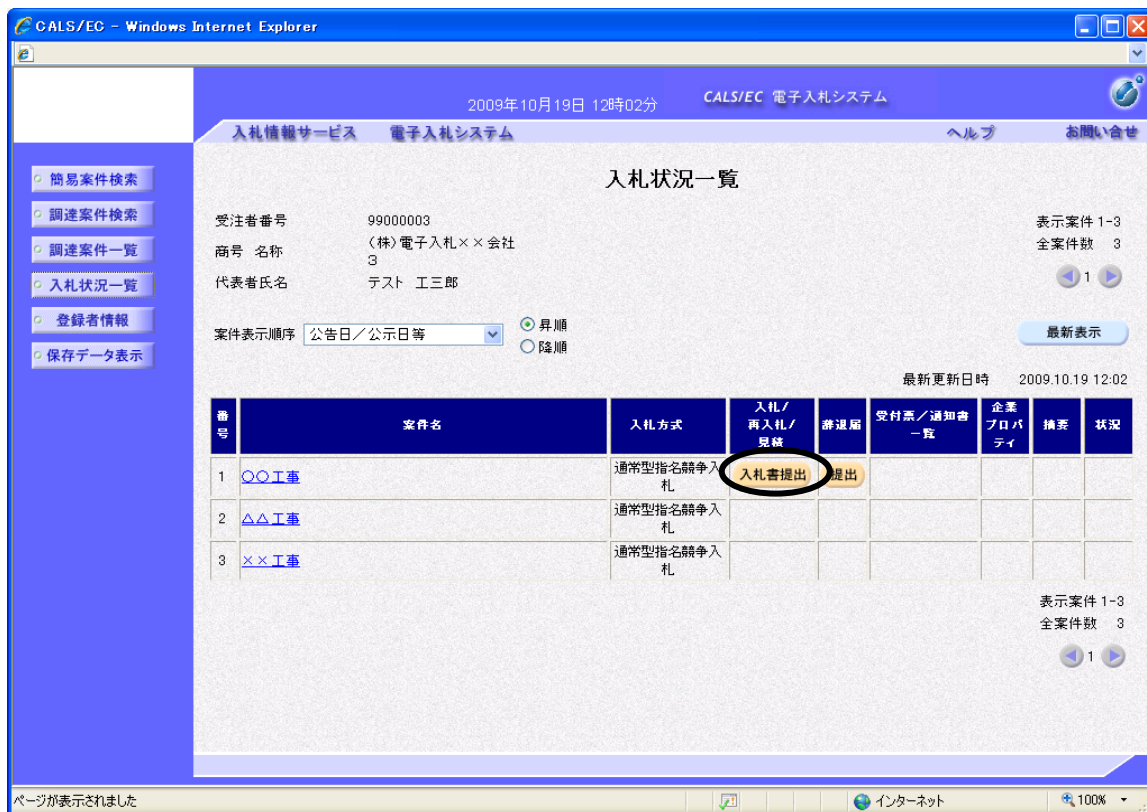 CALS/EC - Windows Internet Explorer
2009年10月19日 12時02分
CALS/EC 電子入札システム
入札情報サービス 電子入札システム ヘルプ お問い合せ
簡易案件検索
調達案件検索
調達案件一覧
入札状況一覧
登録者情報
保存データ表示
入札状況一覧
受注者番号 99000003
商号 名称 (株)電子入札××会社
3
代表者氏名 テスト 工三郎
表示案件 1-3
全案件数 3
1
案件表示順序 公告日/公示日等
昇順
降順
最新表示
最新更新日時 2009.10.19 12:02
番号 案件名 入札方式 入札/再入札/見積 辞退届 受付票/通知書一覧 企業プロパティ 摘要 状況
1 〇〇工事 通常型指名競争入札 入札書提出 提出
2 △△工事 通常型指名競争入札
3 ××工事 通常型指名競争入札
表示案件 1-3
全案件数 3
1
ページが表示されました インターネット 100%